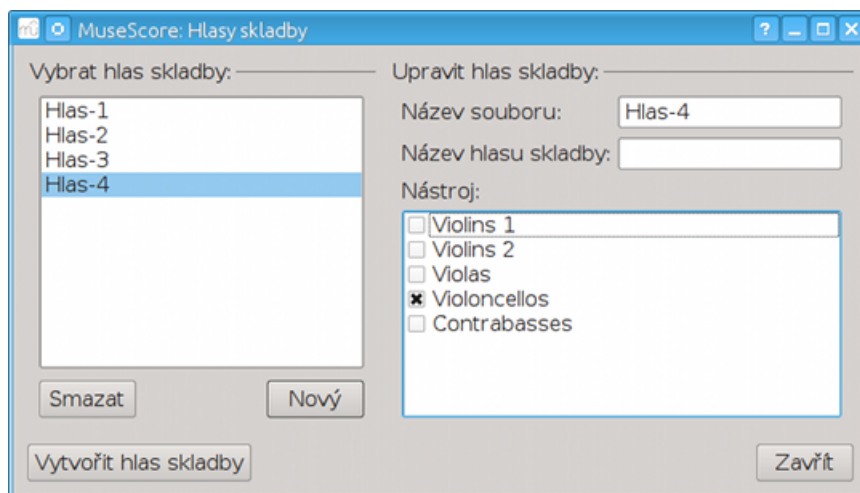 MuseScore: Hlasy skladby
Vybrat hlas skladby:
Hlas-1
Hlas-2
Hlas-3
Hlas-4
Smazat
Nový
Vytvořit hlas skladby
Upravit hlas skladby:
Název souboru: Hlas-4
Název hlasu skladby:
Nástroj:
Violins 1
Violins 2
Violas
Violoncellos
Contrabasses
Zavřít